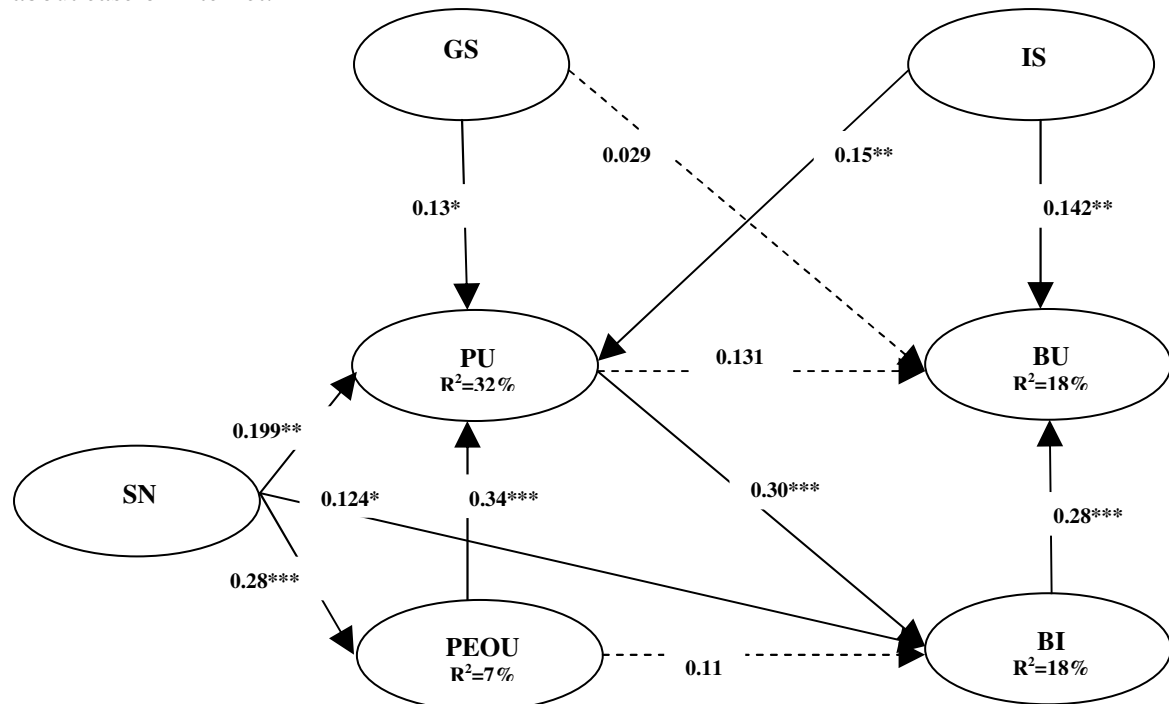 GS
IS
0.029
0.15**
0.13*
0.142**
PU
R²=32%
0.131
BU
R²=18%
0.199**
SN
0.124*
0.34***
0.30***
0.28***
0.28***
PEOU
R²=7%
0.11
BI
R²=18%